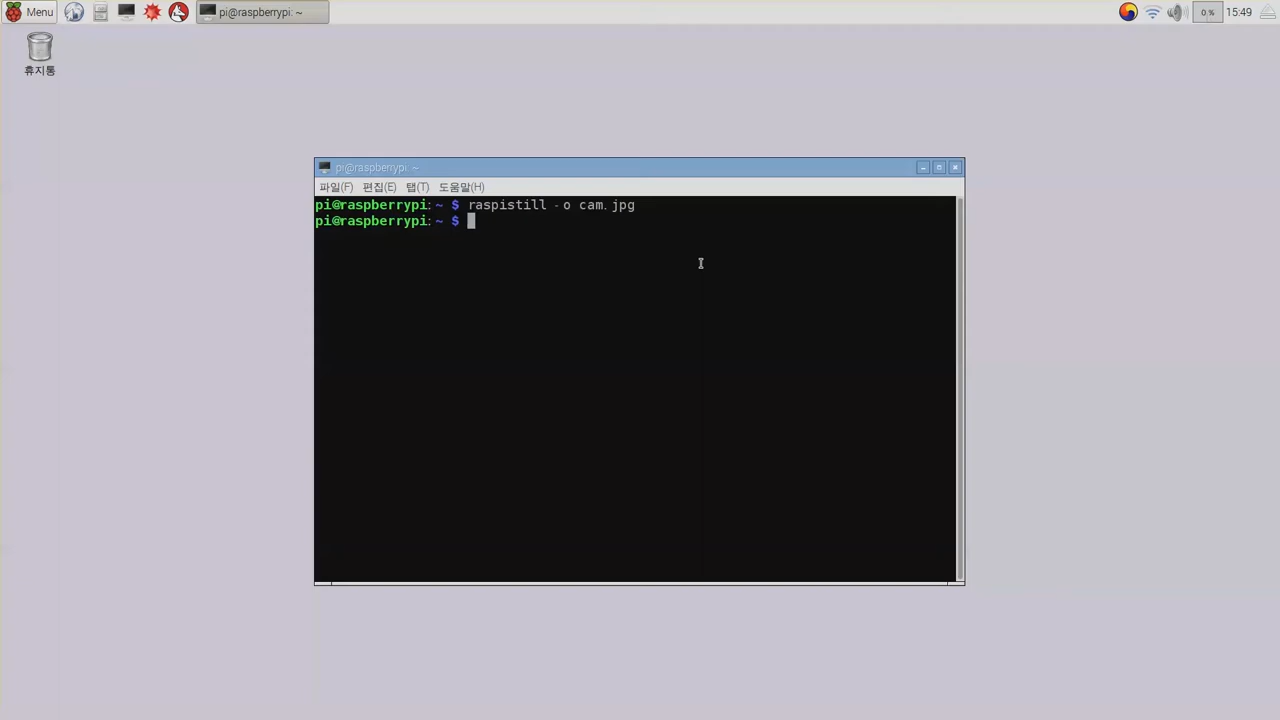 Menu
pi@raspberrypi: ~
0 %
15:49
휴지통
pi@raspberrypi: ~
파일(F) 편집(E) 탭(T) 도움말(H)
pi@raspberrypi:~ $ raspistill -o cam.jpg
pi@raspberrypi:~ $